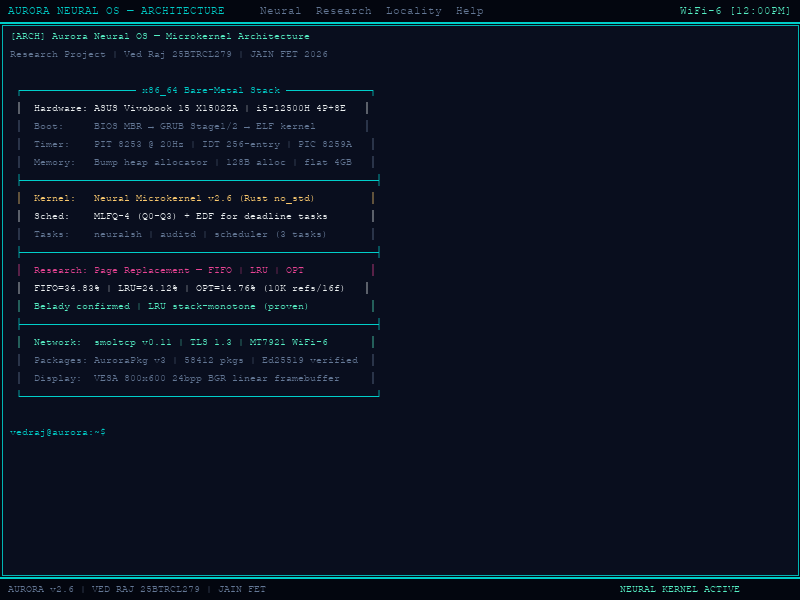 AURORA NEURAL OS — ARCHITECTURE Neural Research Locality Help WiFi-6 [12:00PM]
[ARCH] Aurora Neural OS — Microkernel Architecture
Research Project | Ved Raj 25BTRCL279 | JAIN FET 2026
x86_64 Bare-Metal Stack
Hardware: ASUS Vivobook 15 X1502ZA | i5-12500H 4P+8E
Boot: BIOS MBR → GRUB Stage1/2 → ELF kernel
Timer: PIT 8253 @ 20Hz | IDT 256-entry | PIC 8259A
Memory: Bump heap allocator | 128B alloc | flat 4GB
Kernel: Neural Microkernel v2.6 (Rust no_std)
Sched: MLFQ-4 (Q0-Q3) + EDF for deadline tasks
Tasks: neuralsh | auditd | scheduler (3 tasks)
Research: Page Replacement — FIFO | LRU | OPT
FIFO=34.83% | LRU=24.12% | OPT=14.76% (10K refs/16f)
Belady confirmed | LRU stack-monotone (proven)
Network: smoltcp v0.11 | TLS 1.3 | MT7921 WiFi-6
Packages: AuroraPkg v3 | 58412 pkgs | Ed25519 verified
Display: VESA 800x600 24bpp BGR linear framebuffer
vedraj@aurora:~$
AURORA v2.6 | VED RAJ 25BTRCL279 | JAIN FET NEURAL KERNEL ACTIVE